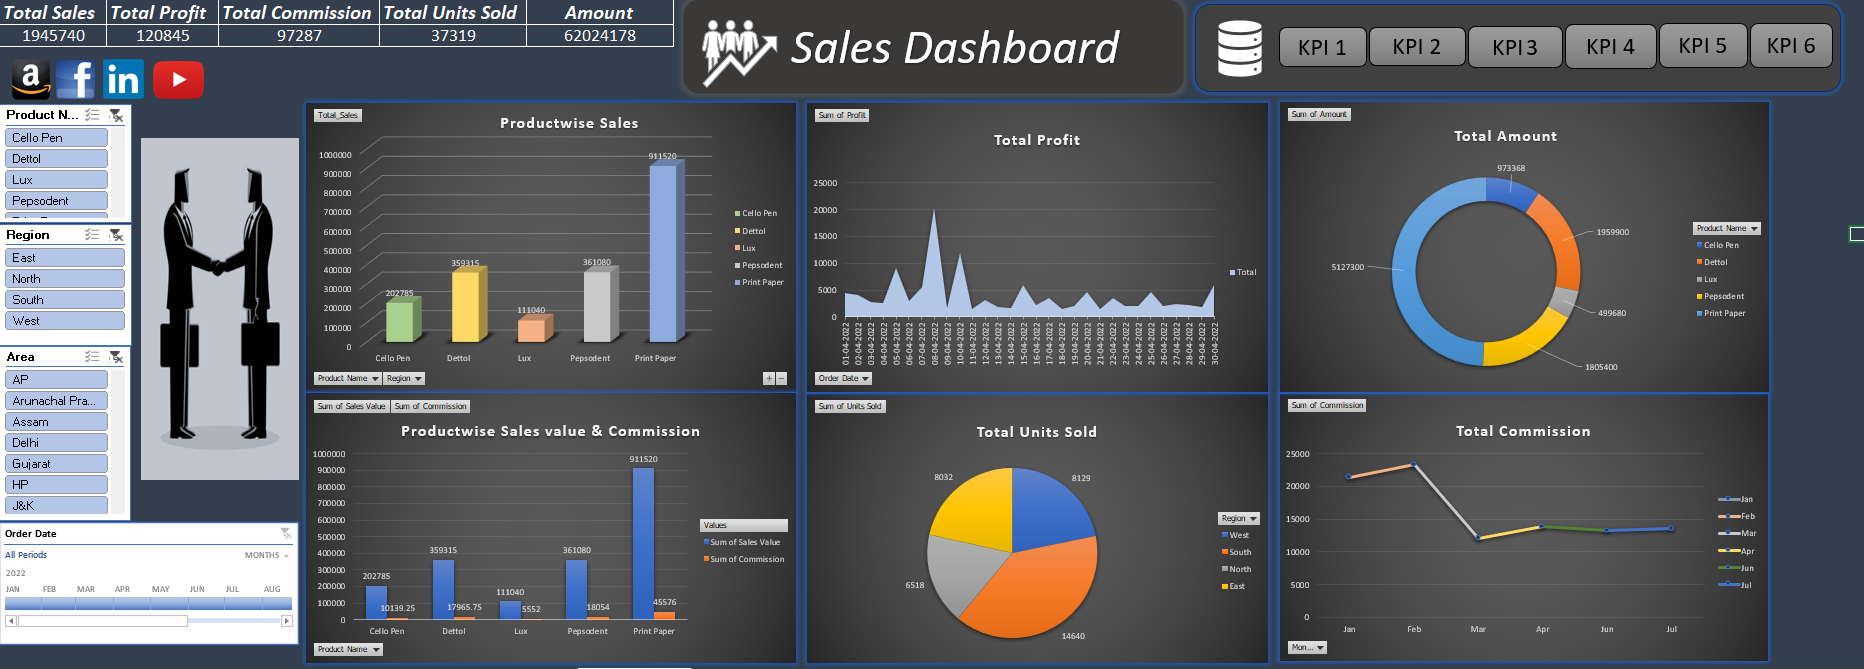 Total Sales Total Profit Total Commission Total Units Sold Amount
1945740 120845 97287 37319 62024178
Sales Dashboard
KPI 1 KPI 2 KPI 3 KPI 4 KPI 5 KPI 6
a f in
Product N...
Cello Pen
Dettol
Lux
Pepsodent
Region
East
North
South
West
Area
AP
Arunachal Pra...
Assam
Delhi
Gujarat
HP
J&K
Order Date
All Periods MONTHS
2022
JAN FEB MAR APR MAY JUN JUL AUG
Total_Sales
Productwise Sales
1000000
900000
800000
700000
600000
500000
400000
300000
200000
100000
0
202785
359315
111040
361080
911520
Cello Pen Dettol Lux Pepsodent Print Paper
Cello Pen
Dettol
Lux
Pepsodent
Print Paper
Product Name Region
+ −
Sum of Profit
Total Profit
25000
20000
15000
10000
5000
0
01-04-2022
02-04-2022
03-04-2022
04-04-2022
05-04-2022
06-04-2022
07-04-2022
08-04-2022
09-04-2022
10-04-2022
11-04-2022
12-04-2022
13-04-2022
14-04-2022
15-04-2022
16-04-2022
17-04-2022
18-04-2022
19-04-2022
20-04-2022
21-04-2022
22-04-2022
23-04-2022
24-04-2022
25-04-2022
26-04-2022
27-04-2022
28-04-2022
29-04-2022
30-04-2022
Total
Order Date
Sum of Amount
Total Amount
973368
1959900
499680
1805400
5127300
Product Name
Cello Pen
Dettol
Lux
Pepsodent
Print Paper
Sum of Sales Value Sum of Commission
Productwise Sales value & Commission
1000000
900000
800000
700000
600000
500000
400000
300000
200000
100000
0
202785
10139.25
359315
17965.75
111040
5552
361080
18054
911520
45576
Cello Pen Dettol Lux Pepsodent Print Paper
Values
Sum of Sales Value
Sum of Commission
Product Name
Sum of Units Sold
Total Units Sold
8032
8129
6518
14640
Region
West
South
North
East
Sum of Commission
Total Commission
25000
20000
15000
10000
5000
0
Jan Feb Mar Apr Jun Jul
Jan
Feb
Mar
Apr
Jun
Jul
Mon...